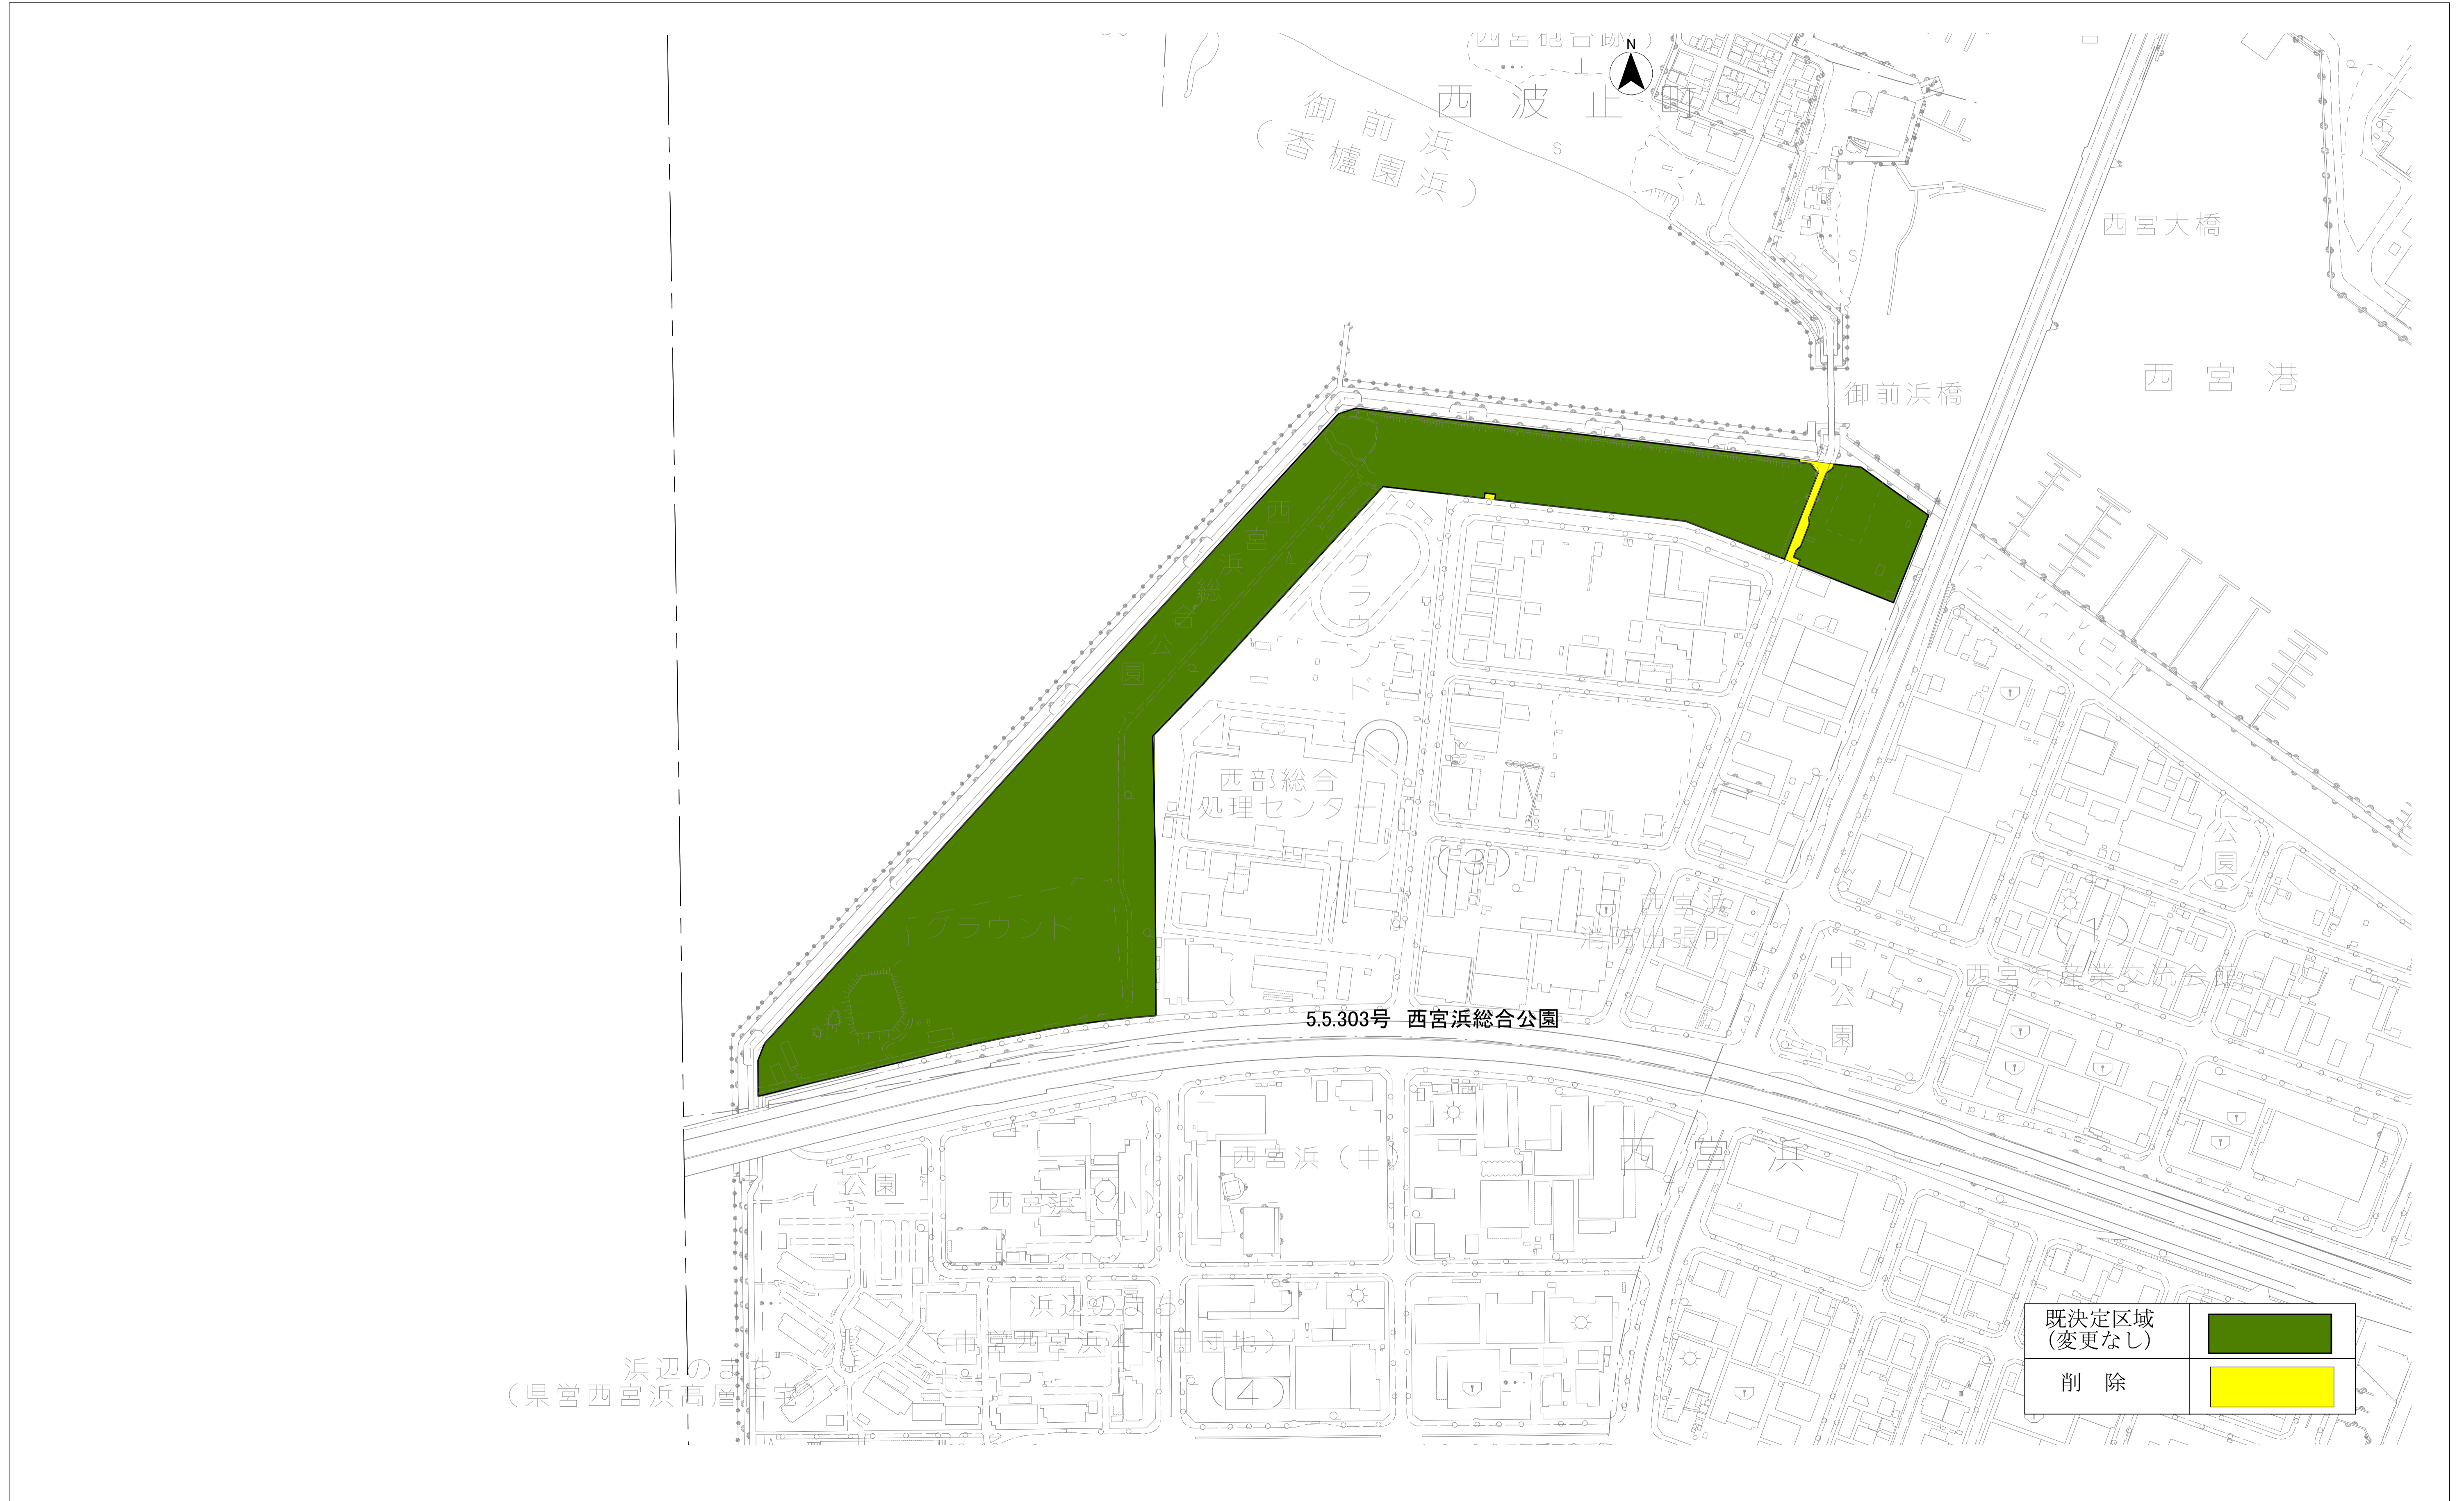 西宮砲台跡）
N
西波止町
御前浜
（香櫨園浜）
S
S
西宮大橋
御前浜橋
西宮港
西宮浜総合公園
グラウンド
西部総合
処理センター
（3）
グラウンド
西宮浜
消防出張所
公園
（1）
中公園
西宮浜産業交流会館
5.5.303号 西宮浜総合公園
西宮浜（中）
西宮浜
公園
西宮浜（小）
浜辺のまち
（市営西宮浜4丁目団地）
浜辺のまち
（県営西宮浜高層住宅）
（4）
既決定区域
（変更なし）
削 除